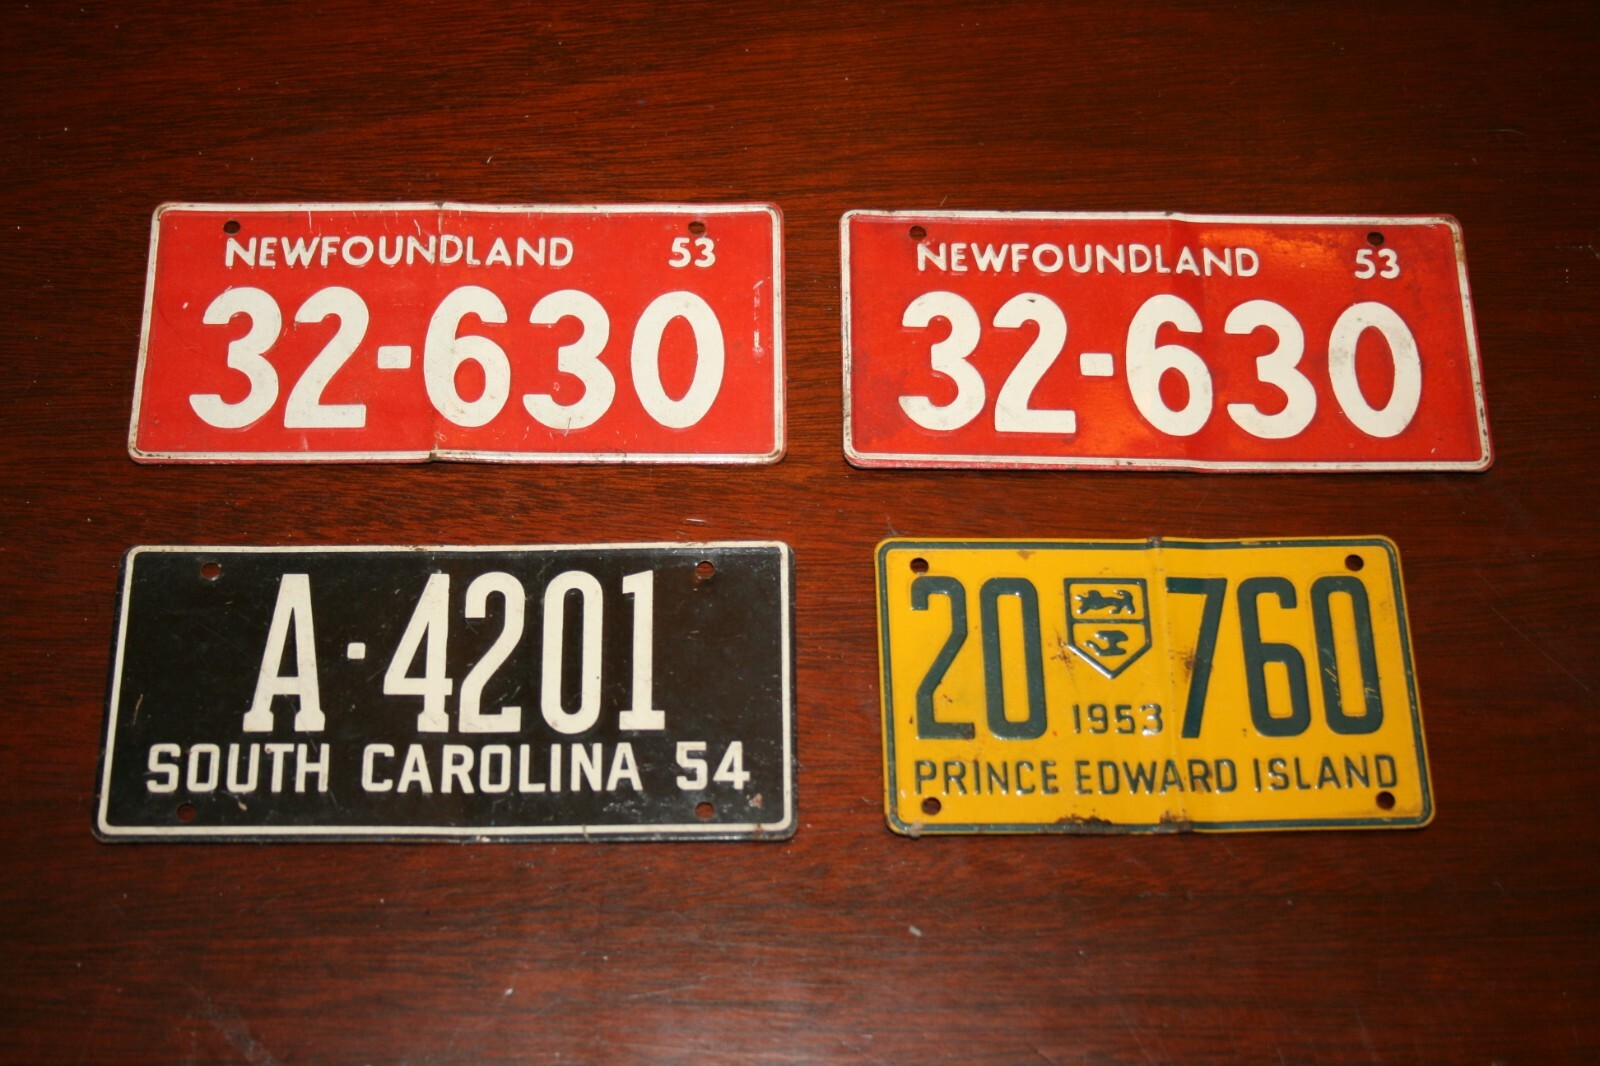 NEWFOUNDLAND 53
32-630
NEWFOUNDLAND 53
32-630
A-4201
SOUTH CAROLINA 54
20 760
1953
PRINCE EDWARD ISLAND